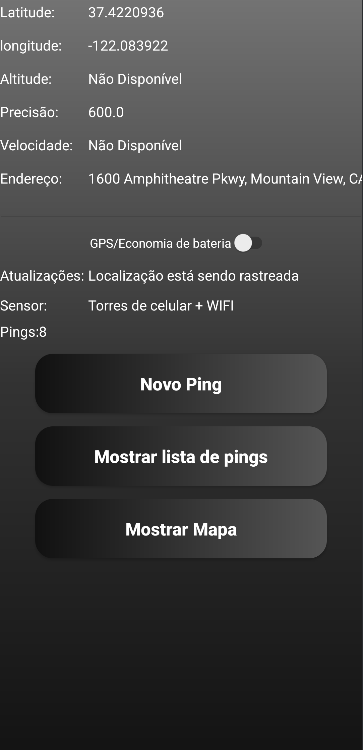 Latitude: 37.4220936
longitude: -122.083922
Altitude: Não Disponível
Precisão: 600.0
Velocidade: Não Disponível
Endereço: 1600 Amphitheatre Pkwy, Mountain View, CA
GPS/Economia de bateria
Atualizações: Localização está sendo rastreada
Sensor: Torres de celular + WIFI
Pings:8
Novo Ping
Mostrar lista de pings
Mostrar Mapa